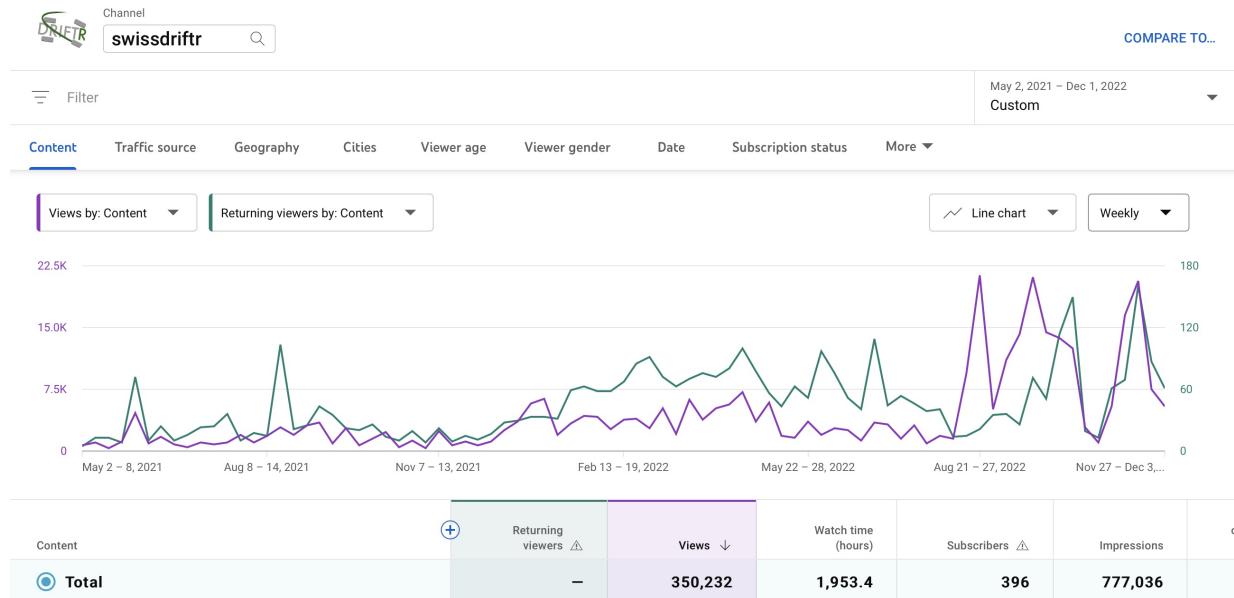 DRIFTR
Channel
swissdriftr
COMPARE TO…
Filter
May 2, 2021 – Dec 1, 2022
Custom
Content Traffic source Geography Cities Viewer age Viewer gender Date Subscription status More
Views by: Content Returning viewers by: Content Line chart Weekly
22.5K 180
15.0K 120
7.5K 60
0 0
May 2 – 8, 2021 Aug 8 – 14, 2021 Nov 7 – 13, 2021 Feb 13 – 19, 2022 May 22 – 28, 2022 Aug 21 – 27, 2022 Nov 27 – Dec 3,...
Content Returning viewers Views Watch time (hours) Subscribers Impressions
Total – 350,232 1,953.4 396 777,036